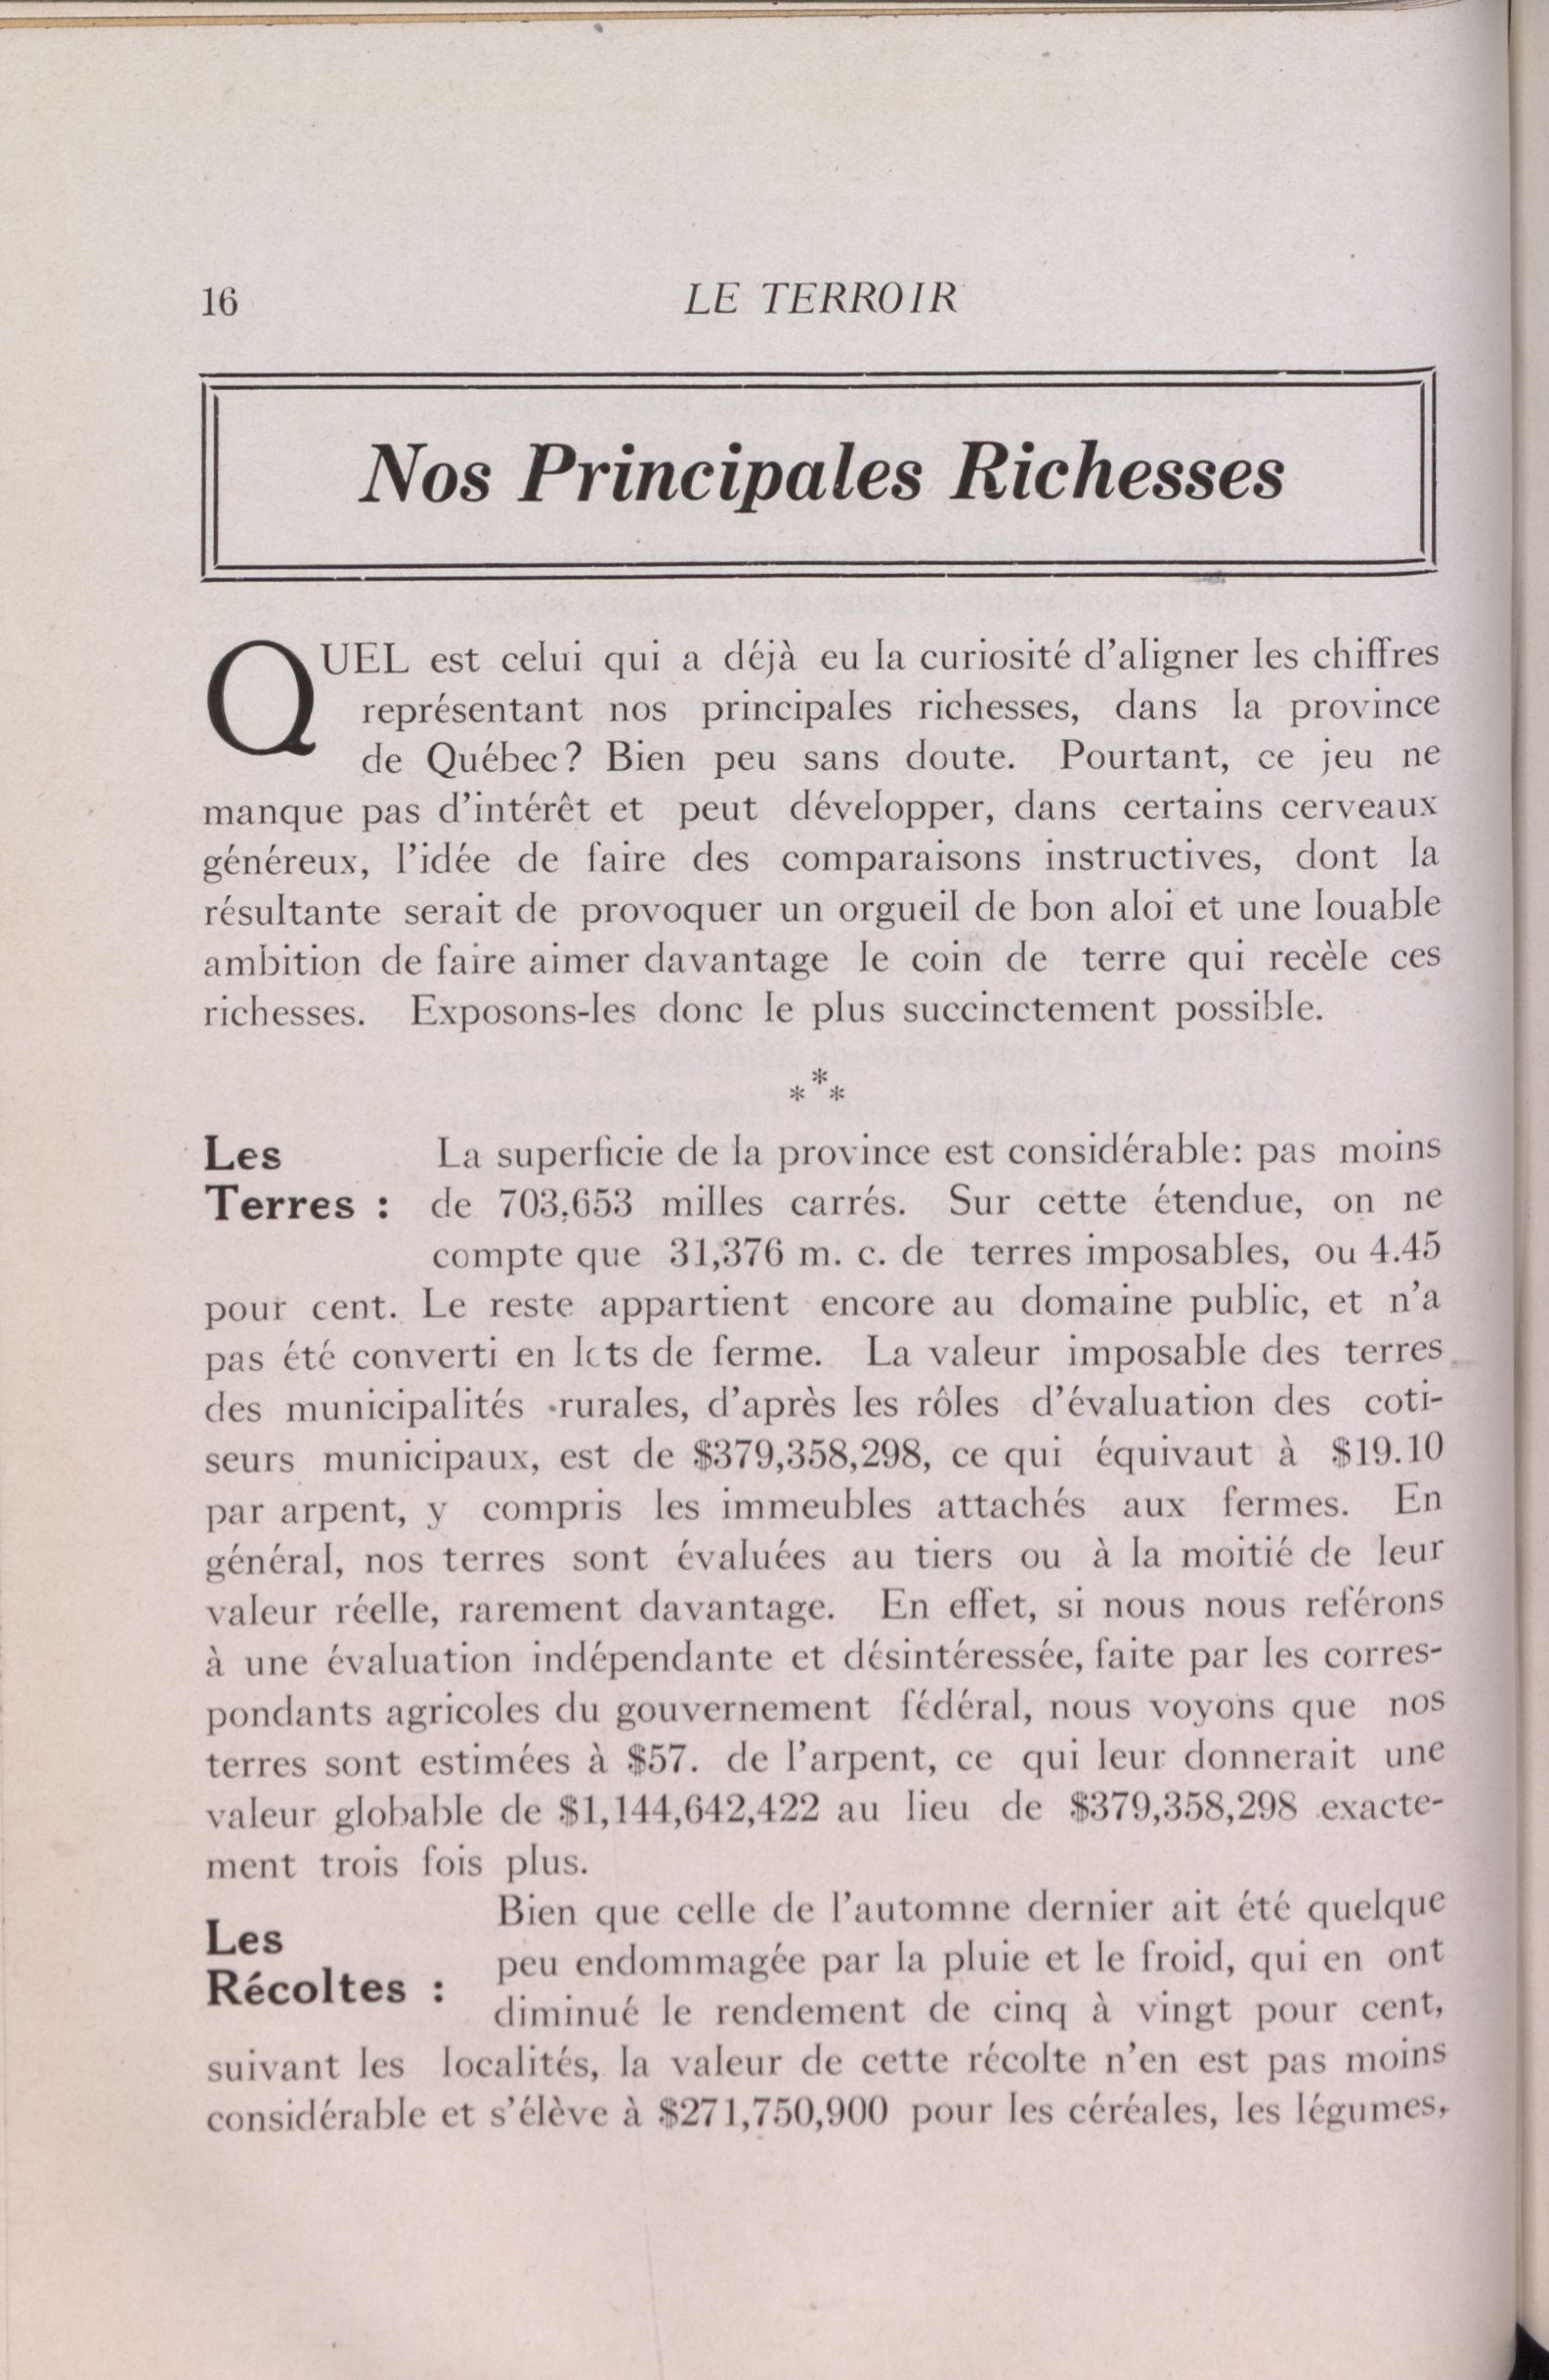 16
LE TERROIR
Nos Principales Richesses
QUEL est celui qui a déjà eu la curiosité d'aligner les chiffres
représentant nos principales richesses, dans la province
de Québec? Bien peu sans doute. Pourtant, ce jeu ne
manque pas d'intérêt et peut développer, dans certains cerveaux
généreux, l'idée de faire des comparaisons instructives, dont la
résultante serait de provoquer un orgueil de bon aloi et une louable
ambition de faire aimer davantage le coin de terre qui recèle ces
richesses. Exposons-les donc le plus succinctement possible.
***
Les
Terres :
La superficie de la province est considérable: pas moins
de 703,653 milles carrés. Sur cette étendue, on ne
compte que 31,376 m. c. de terres imposables, ou 4.45
pour cent. Le reste appartient encore au domaine public, et n'a
pas été converti en lots de ferme. La valeur imposable des terres
des municipalités rurales, d'après les rôles d'évaluation des coti-
seurs municipaux, est de $379,358,298, ce qui équivaut à $19.10
par arpent, y compris les immeubles attachés aux fermes. En
général, nos terres sont évaluées au tiers ou à la moitié de leur
valeur réelle, rarement davantage. En effet, si nous nous reférons
à une évaluation indépendante et désintéressée, faite par les corres-
pondants agricoles du gouvernement fédéral, nous voyons que nos
terres sont estimées à $57. de l'arpent, ce qui leur donnerait une
valeur globable de $1,144,642,422 au lieu de $379,358,298 exacte-
ment trois fois plus.
Les
Récoltes :
Bien que celle de l'automne dernier ait été quelque
peu endommagée par la pluie et le froid, qui en ont
diminué le rendement de cinq à vingt pour cent,
suivant les localités, la valeur de cette récolte n'en est pas moins
considérable et s'élève à $271,750,900 pour les céréales, les légumes,